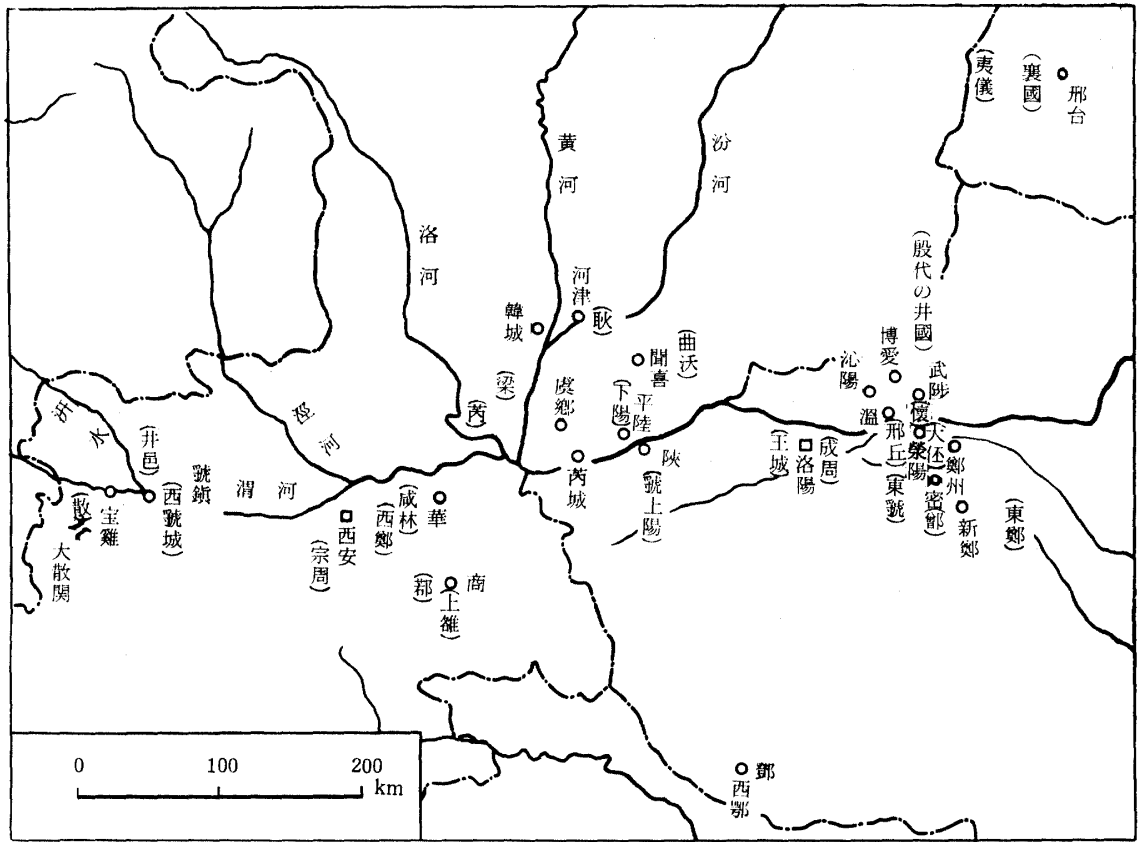 (夷儀)
(襄國)
邢台
黄河
汾河
洛河
(殷代の井國)
河津
(耿)
韓城
聞喜
(曲沃)
博愛
沁陽
武陟
(梁)
虞鄉
(下陽)
平陸
溫
(懷)
邢丘
(大伾)
滎陽
鄭州
(芮)
涇河
汧水
(井邑)
虢鎮
渭河
(西虢城)
宝雞
(散)
大散関
芮城
陝
(虢上陽)
(王城)
洛陽
(成周)
(東虢)
密
新鄭
(東鄭)
西安
(宗周)
(西鄭)
(咸林)
華
商
(上雒)
(鄀)
鄧
西鄂
0 100 200 km